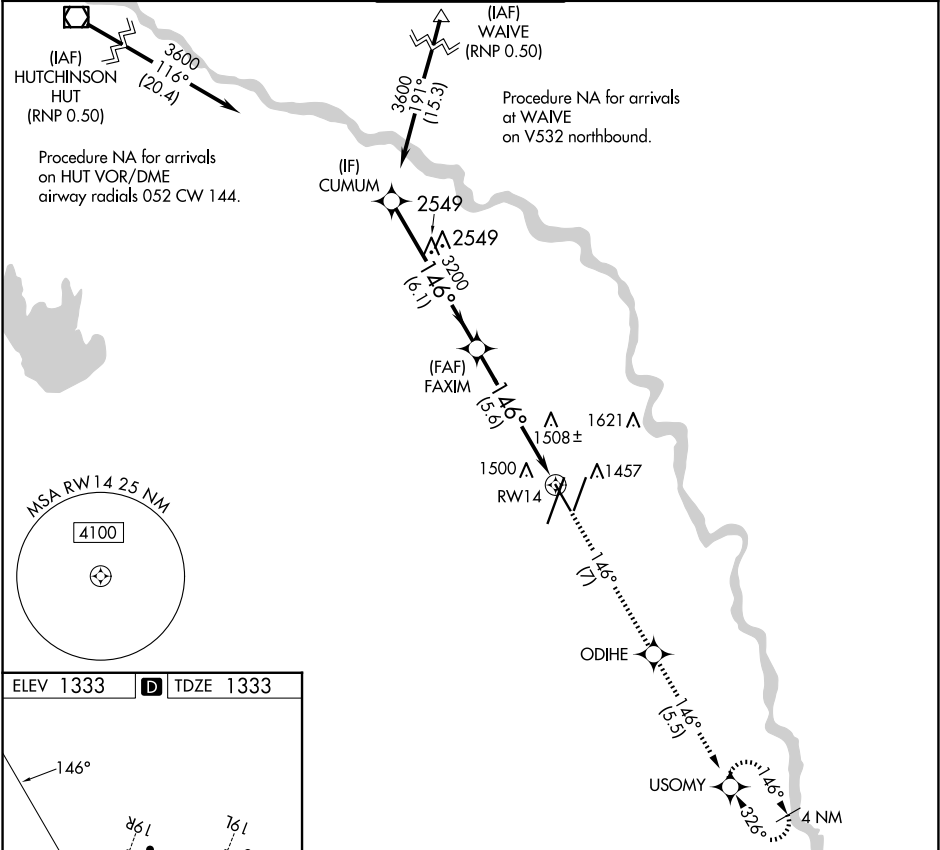 (IAF)
HUTCHINSON
HUT
(RNP 0.50)
3600
116°
(20.4)
(IAF)
WAIVE
(RNP 0.50)
3600
191°
(15.3)
Procedure NA for arrivals
at WAIVE
on V532 northbound.
Procedure NA for arrivals
on HUT VOR/DME
airway radials 052 CW 144.
(IF)
CUMUM
2549
2549
3200
146°
(6.1)
(FAF)
FAXIM
146°
(5.6)
1508±
1621
1500
1457
RW14
MSA RW14 25 NM
4100
146°
(7)
ODIHE
146°
(5.5)
USOMY
146°
326°
4 NM
ELEV 1333
D
TDZE 1333
146°
19R
19L